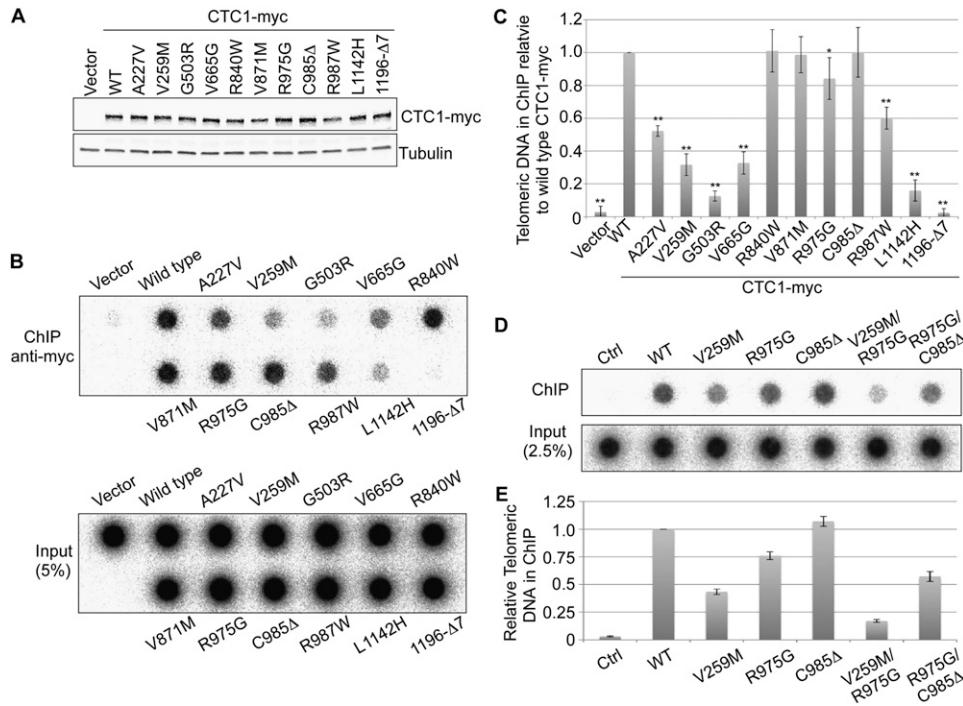 A
CTC1-myc
Vector
WT
A227V
V259M
G503R
V665G
R840W
V871M
R975G
C985Δ
R987W
L1142H
1196-Δ7
CTC1-myc
Tubulin
B
Vector
Wild type
A227V
V259M
G503R
V665G
R840W
ChIP
anti-myc
V871M
R975G
C985Δ
R987W
L1142H
1196-Δ7
Vector
Wild type
A227V
V259M
G503R
V665G
R840W
Input
(5%)
V871M
R975G
C985Δ
R987W
L1142H
1196-Δ7
C
Telomeric DNA in ChIP relatvie
to wild type CTC1-myc
1.2
1.0
0.8
0.6
0.4
0.2
0
**
**
**
**
**
*
**
**
**
Vector
WT
A227V
V259M
G503R
V665G
R840W
V871M
R975G
C985Δ
R987W
L1142H
1196-Δ7
CTC1-myc
D
Ctrl
WT
V259M
R975G
C985Δ
V259M/
R975G
R975G/
C985Δ
ChIP
Input
(2.5%)
E
Relative Telomeric
DNA in ChIP
1.25
1.0
0.75
0.5
0.25
0
Ctrl
WT
V259M
R975G
C985Δ
V259M/
R975G
R975G/
C985Δ